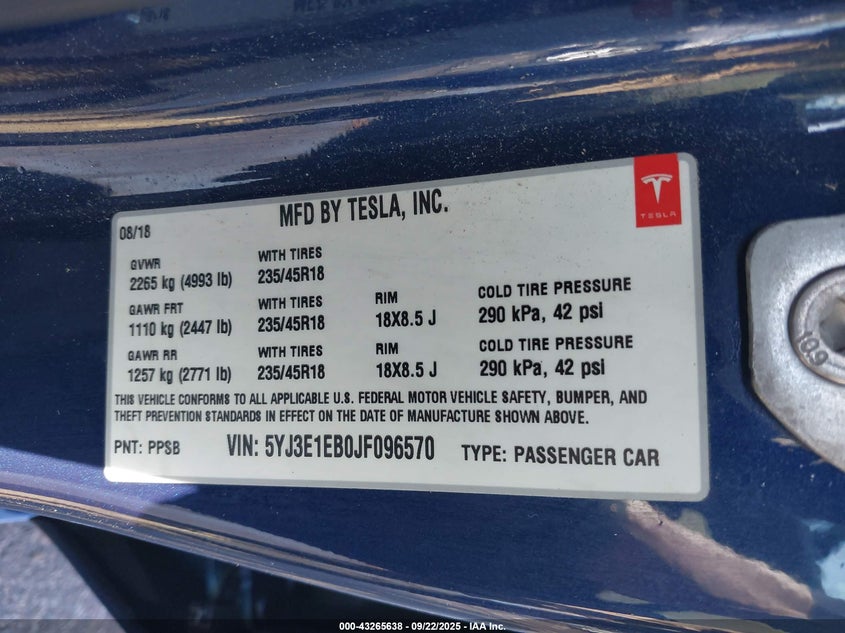 MFD BY TESLA, INC.
TESLA
08/18
GVWR
2265 kg (4993 lb)
WITH TIRES
235/45R18
GAWR FRT
1110 kg (2447 lb)
WITH TIRES
235/45R18
RIM
18X8.5 J
COLD TIRE PRESSURE
290 kPa, 42 psi
GAWR RR
1257 kg (2771 lb)
WITH TIRES
235/45R18
RIM
18X8.5 J
COLD TIRE PRESSURE
290 kPa, 42 psi
THIS VEHICLE CONFORMS TO ALL APPLICABLE U.S. FEDERAL MOTOR VEHICLE SAFETY, BUMPER, AND
THEFT PREVENTION STANDARDS IN EFFECT ON THE DATE OF MANUFACTURE SHOWN ABOVE.
PNT: PPSB
VIN: 5YJ3E1EB0JF096570
TYPE: PASSENGER CAR
10.9
000-43265638 - 09/22/2025 - IAA Inc.